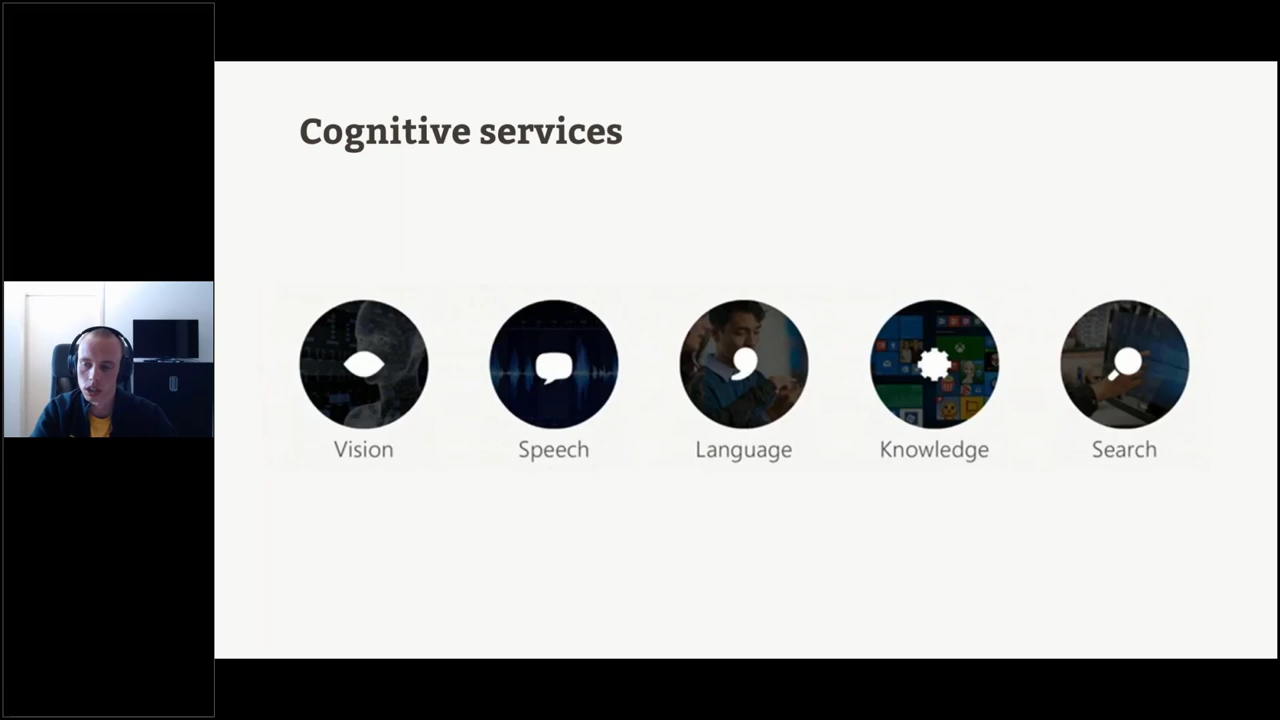 Cognitive services
Vision
Speech
Language
Knowledge
Search